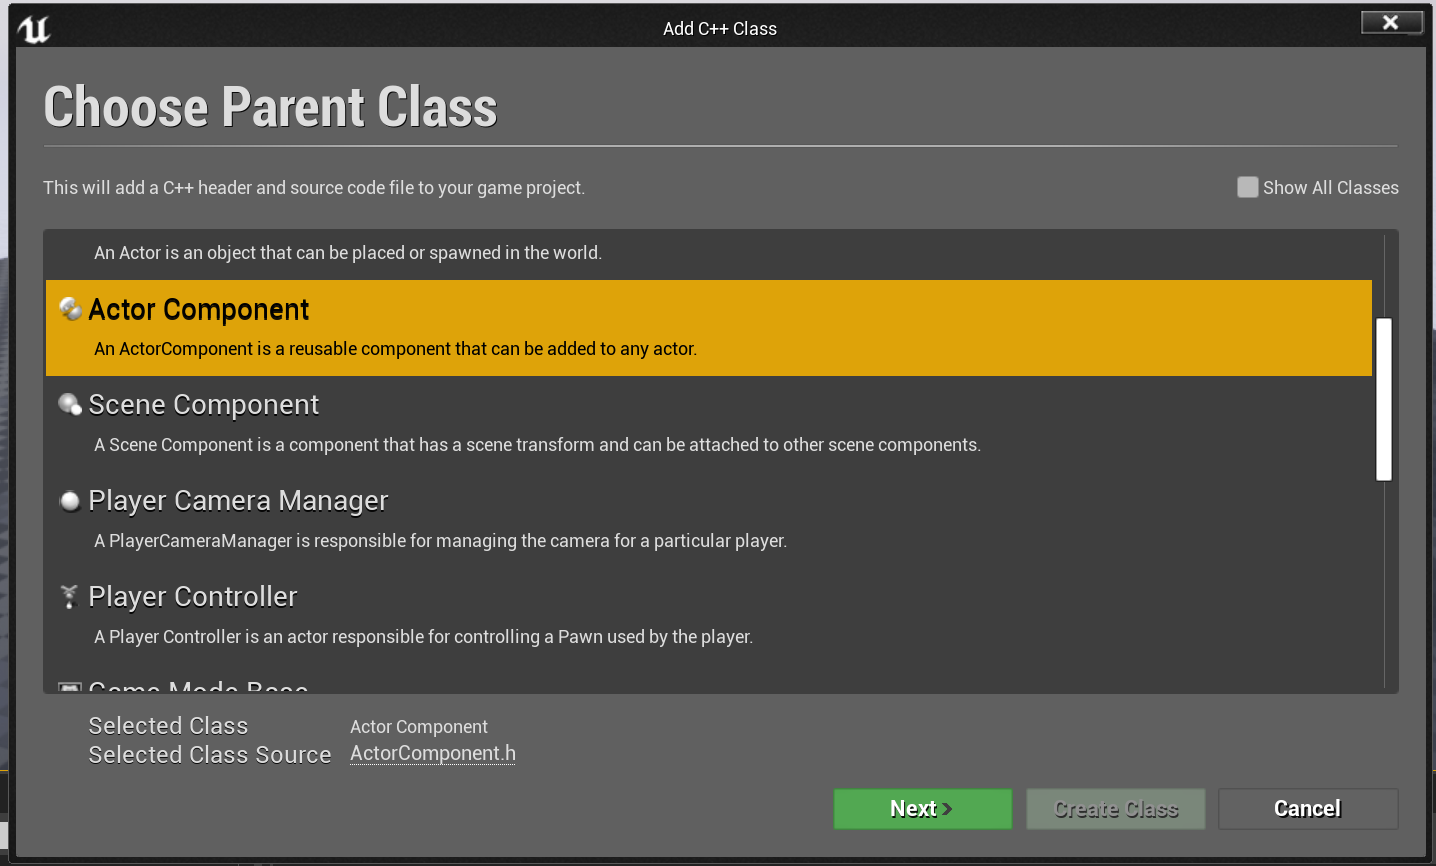 Add C++ Class
Choose Parent Class
This will add a C++ header and source code file to your game project.
Show All Classes
An Actor is an object that can be placed or spawned in the world.
Actor Component
An ActorComponent is a reusable component that can be added to any actor.
Scene Component
A Scene Component is a component that has a scene transform and can be attached to other scene components.
Player Camera Manager
A PlayerCameraManager is responsible for managing the camera for a particular player.
Player Controller
A Player Controller is an actor responsible for controlling a Pawn used by the player.
Game Mode Base
Selected Class Actor Component
Selected Class Source ActorComponent.h
Next >
Create Class
Cancel